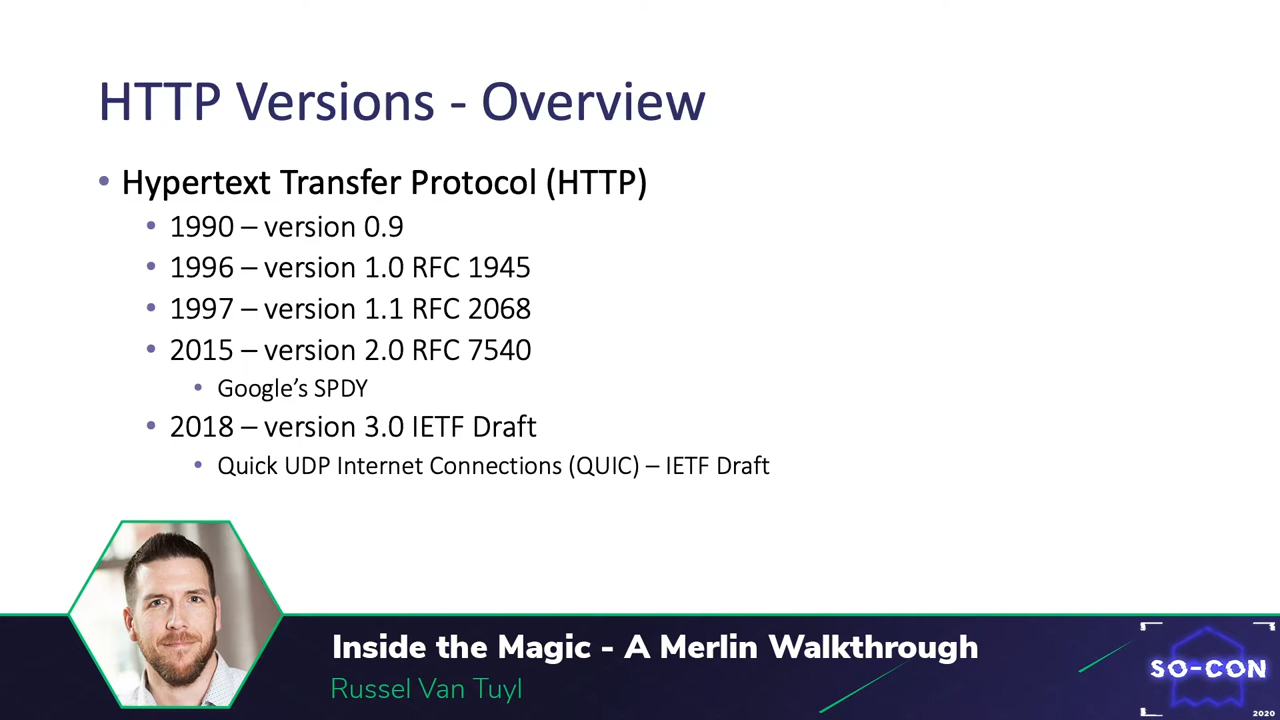 HTTP Versions - Overview
• Hypertext Transfer Protocol (HTTP)
• 1990 – version 0.9
• 1996 – version 1.0 RFC 1945
• 1997 – version 1.1 RFC 2068
• 2015 – version 2.0 RFC 7540
• Google’s SPDY
• 2018 – version 3.0 IETF Draft
• Quick UDP Internet Connections (QUIC) – IETF Draft
Inside the Magic - A Merlin Walkthrough
Russel Van Tuyl
SO-CON
2020